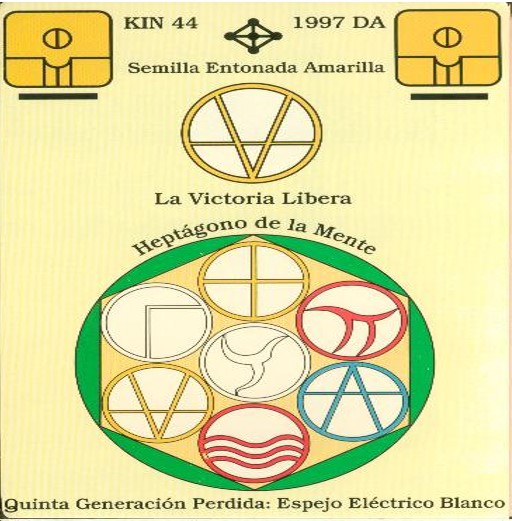 KIN 44
1997 DA
Semilla Entonada Amarilla
La Victoria Libera
Heptágono de la Mente
Quinta Generación Perdida: Espejo Eléctrico Blanco